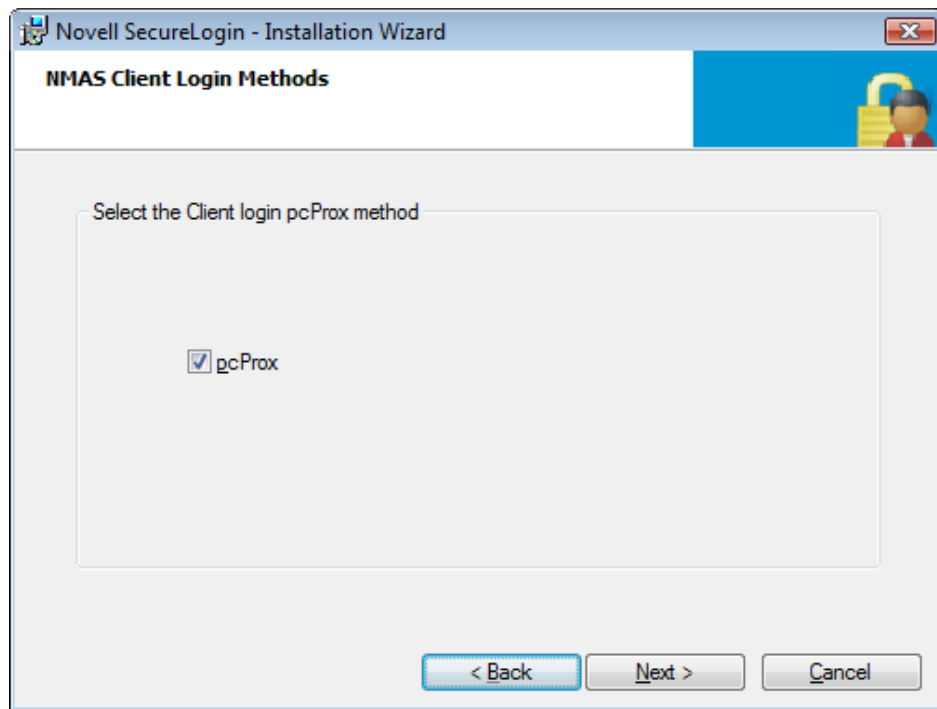 Novell SecureLogin - Installation Wizard
NMAS Client Login Methods
Select the Client login pcProx method
pcProx
< Back Next > Cancel